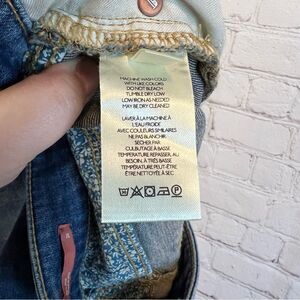 MACHINE WASH COLD
WITH LIKE COLORS
DO NOT BLEACH
TUMBLE DRY LOW
LOW IRON AS NEEDED
MAY BE DRY CLEANED
LAVER À LA MACHINE À
L'EAU FROIDE
AVEC COULEURS SIMILAIRES
NE PAS BLANCHIR
SÉCHER PAR
CULBUTAGE À BASSE
TEMPÉRATURE REPASSER, AU
BESOIN, À TRÈS BASSE
TEMPÉRATURE PEUT-ÊTRE
ÊTRE NETTOYÉ À SEC